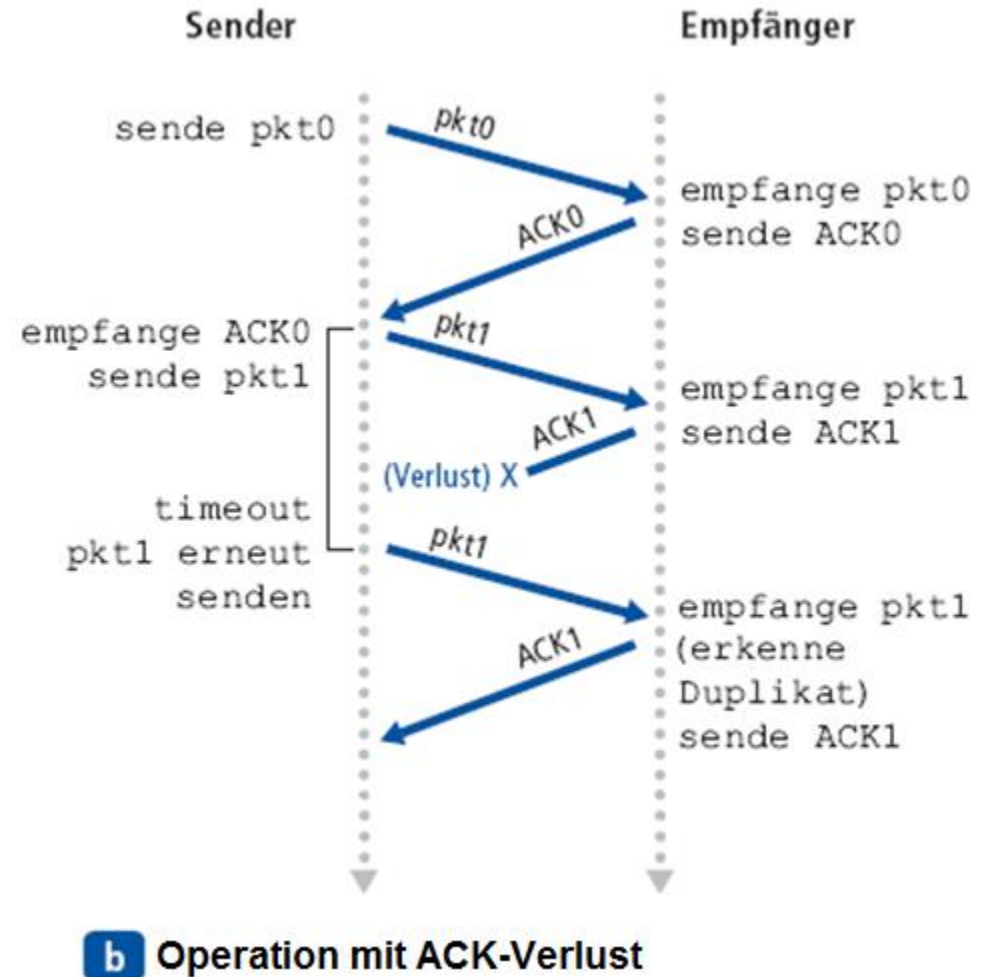 Sender
Empfänger
sende pkt0
pkt0
empfange pkt0
sende ACK0
ACK0
empfange ACK0
sende pkt1
pkt1
empfange pkt1
sende ACK1
ACK1
(Verlust) X
timeout
pkt1 erneut
senden
pkt1
empfange pkt1
(erkenne
Duplikat)
sende ACK1
ACK1
b Operation mit ACK-Verlust